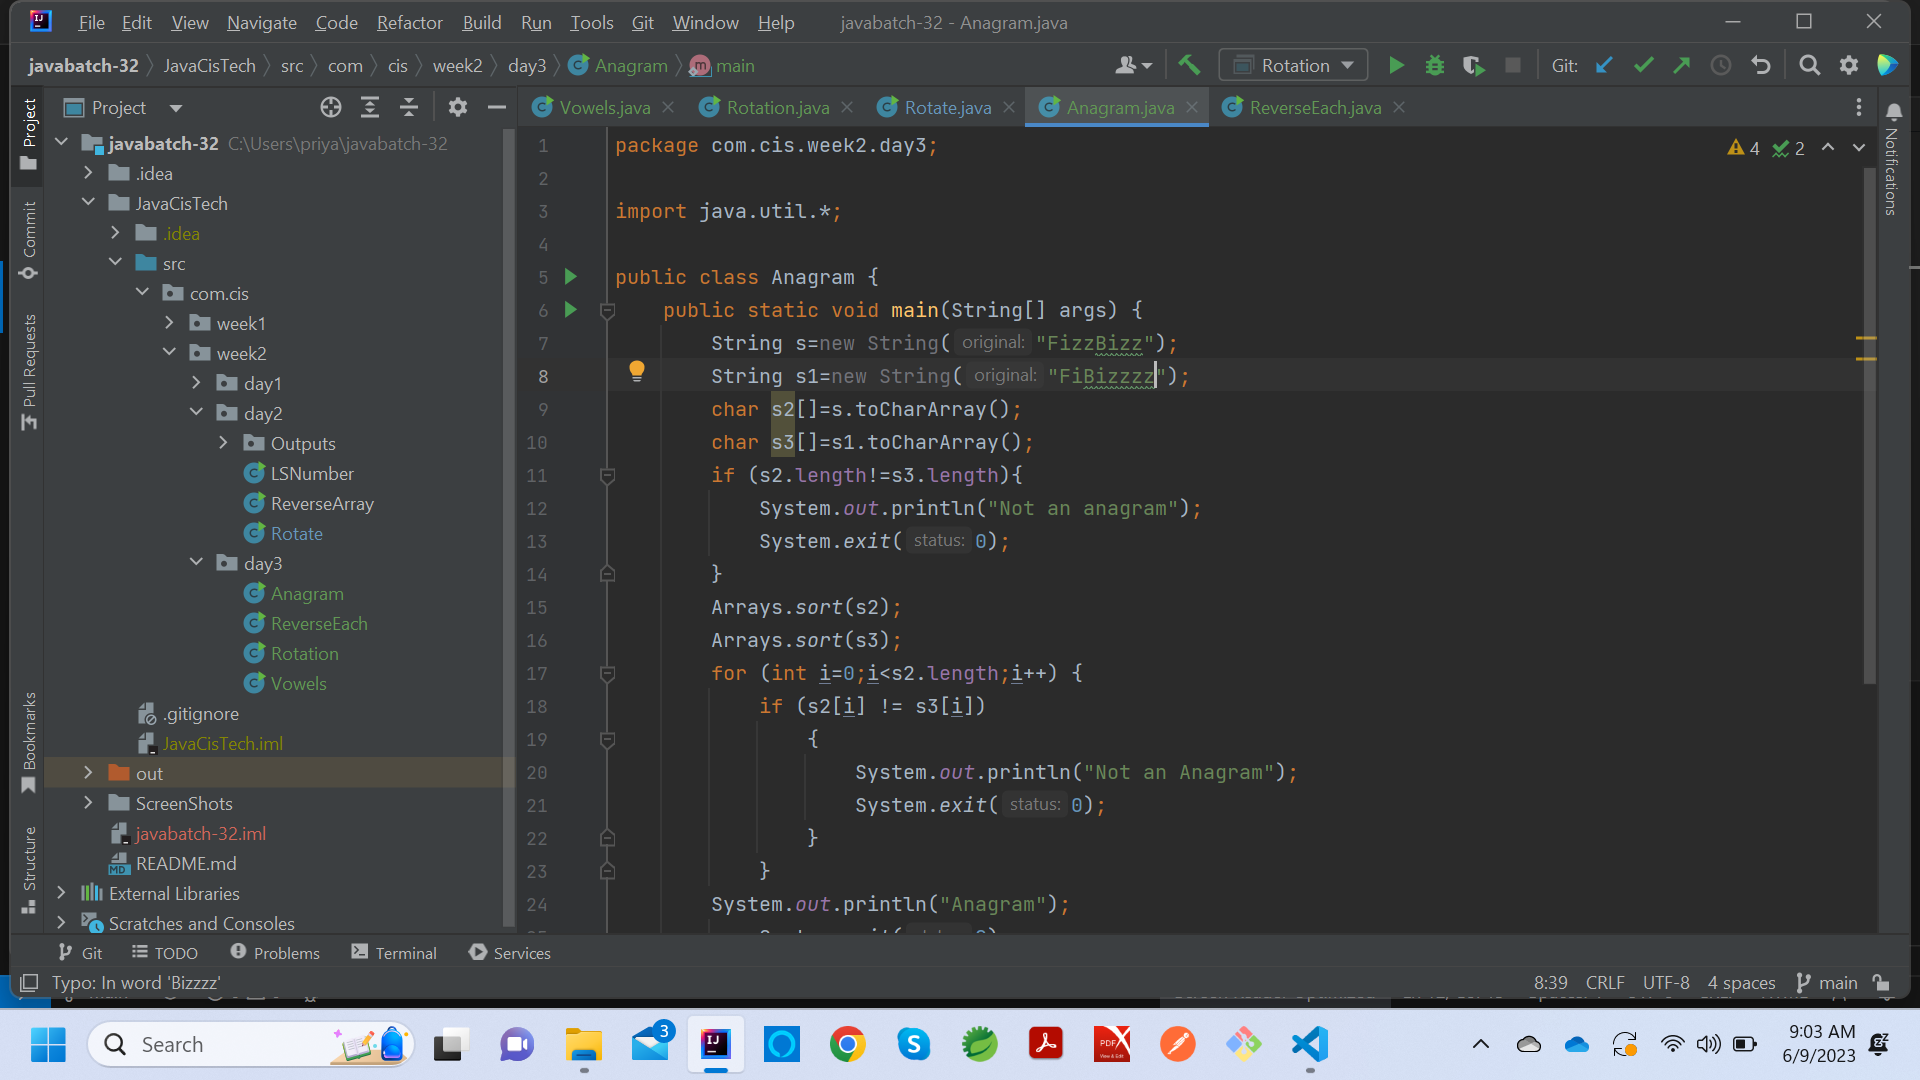 File Edit View Navigate Code Refactor Build Run Tools Git Window Help javabatch-32 - Anagram.java
javabatch-32 JavaCisTech src com cis week2 day3 Anagram main Rotation Git:
Project
Vowels.java Rotation.java Rotate.java Anagram.java ReverseEach.java
javabatch-32 C:\Users\priya\javabatch-32
.idea
JavaCisTech
.idea
src
com.cis
week1
week2
day1
day2
Outputs
LSNumber
ReverseArray
Rotate
day3
Anagram
ReverseEach
Rotation
Vowels
.gitignore
JavaCisTech.iml
out
ScreenShots
javabatch-32.iml
README.md
External Libraries
Scratches and Consoles
Project
Commit
Pull Requests
Bookmarks
Structure
Notifications
4 2
1 package com.cis.week2.day3;
2
3 import java.util.*;
4
5 public class Anagram {
6 public static void main(String[] args) {
7 String s=new String( original: "FizzBizz");
8 String s1=new String( original: "FiBizzzz");
9 char s2[]=s.toCharArray();
10 char s3[]=s1.toCharArray();
11 if (s2.length!=s3.length){
12 System.out.println("Not an anagram");
13 System.exit( status: 0);
14 }
15 Arrays.sort(s2);
16 Arrays.sort(s3);
17 for (int i=0;i<s2.length;i++) {
18 if (s2[i] != s3[i])
19 {
20 System.out.println("Not an Anagram");
21 System.exit( status: 0);
22 }
23 }
24 System.out.println("Anagram");
Git TODO Problems Terminal Services
Typo: In word 'Bizzzz' 8:39 CRLF UTF-8 4 spaces main
Search
3
9:03 AM
6/9/2023